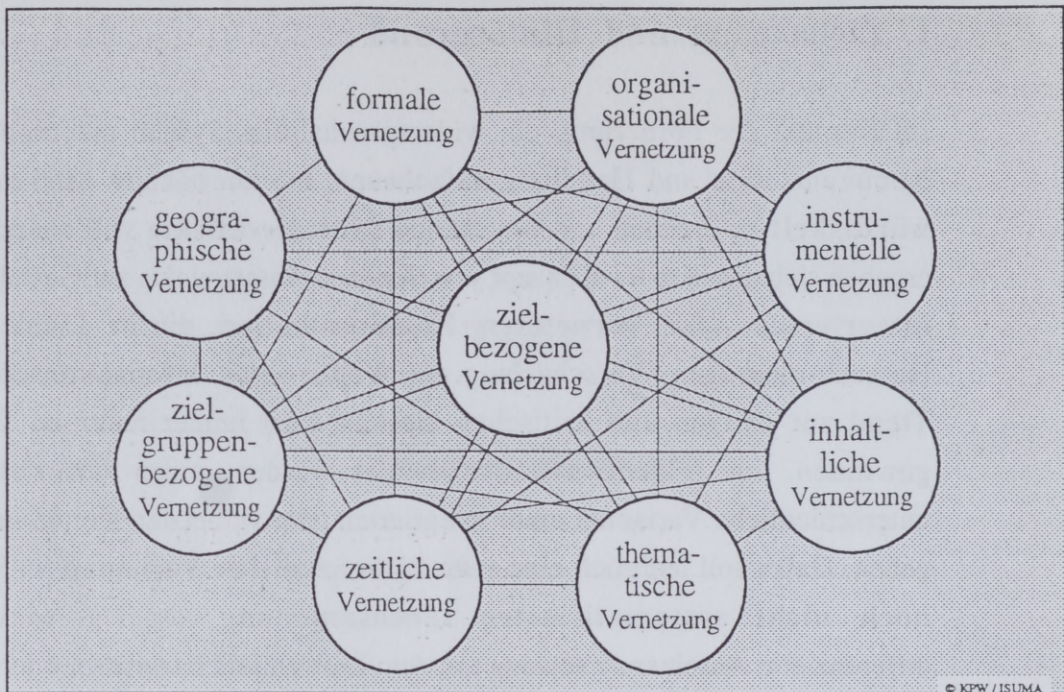 formale
Vernetzung
organi-
sationale
Vernetzung
geogra-
phische
Vernetzung
instru-
mentelle
Vernetzung
ziel-
bezogene
Vernetzung
ziel-
gruppen-
bezogene
Vernetzung
inhalt-
liche
Vernetzung
zeitliche
Vernetzung
thema-
tische
Vernetzung
© KPW / ISUMA